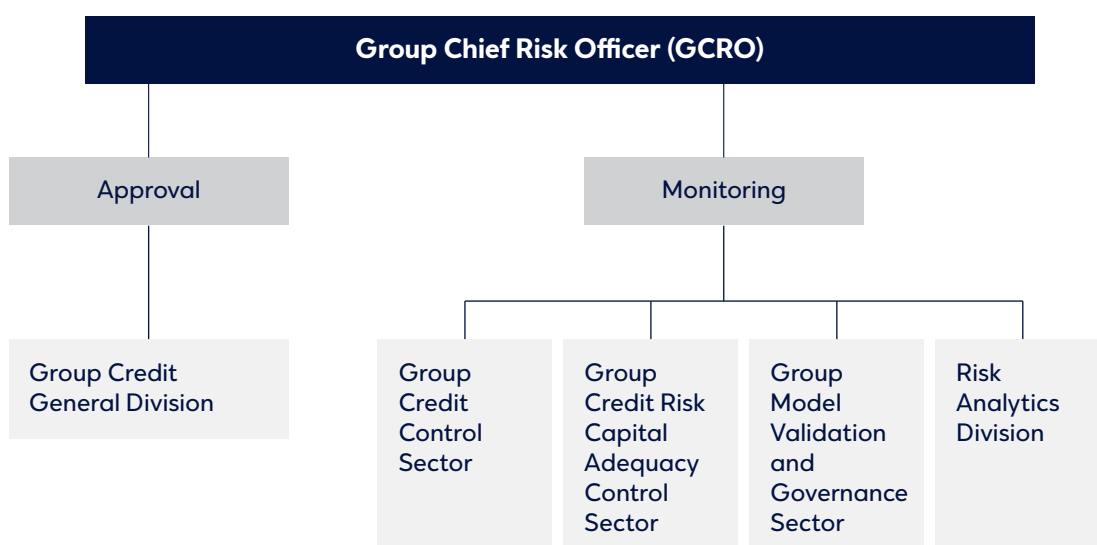 Group Chief Risk Officer (GCRO)
Approval
Monitoring
Group Credit
General Division
Group
Credit
Control
Sector
Group
Credit Risk
Capital
Adequacy
Control
Sector
Group
Model
Validation
and
Governance
Sector
Risk
Analytics
Division